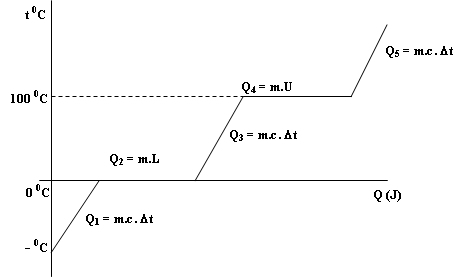 t ⁰C
Q₅ = m.c . Δt
Q₄ = m.U
100 ⁰C
Q₃ = m.c . Δt
Q₂ = m.L
0 ⁰C
Q (J)
Q₁ = m.c . Δt
– ⁰C